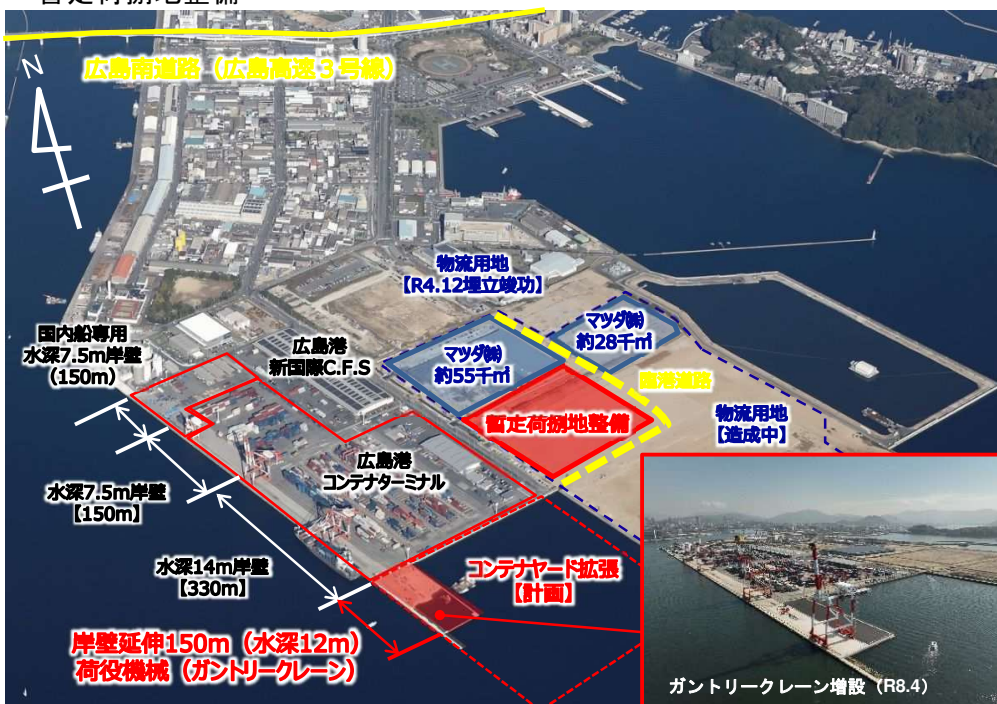 暫定荷捌地整備
広島南道路（広島高速３号線）
N
物流用地
【R4.12埋立竣功】
国内船専用
水深7.5m岸壁
（150m）
広島港
新国際C.F.S
マツダ㈱
約55千㎡
マツダ㈱
約28千㎡
臨港道路
物流用地
【造成中】
暫定荷捌地整備
広島港
コンテナターミナル
水深7.5m岸壁
【150m】
水深14m岸壁
【330m】
コンテナヤード拡張
【計画】
岸壁延伸150m（水深12m）
荷役機械（ガントリークレーン）
ガントリークレーン増設（R8.4）